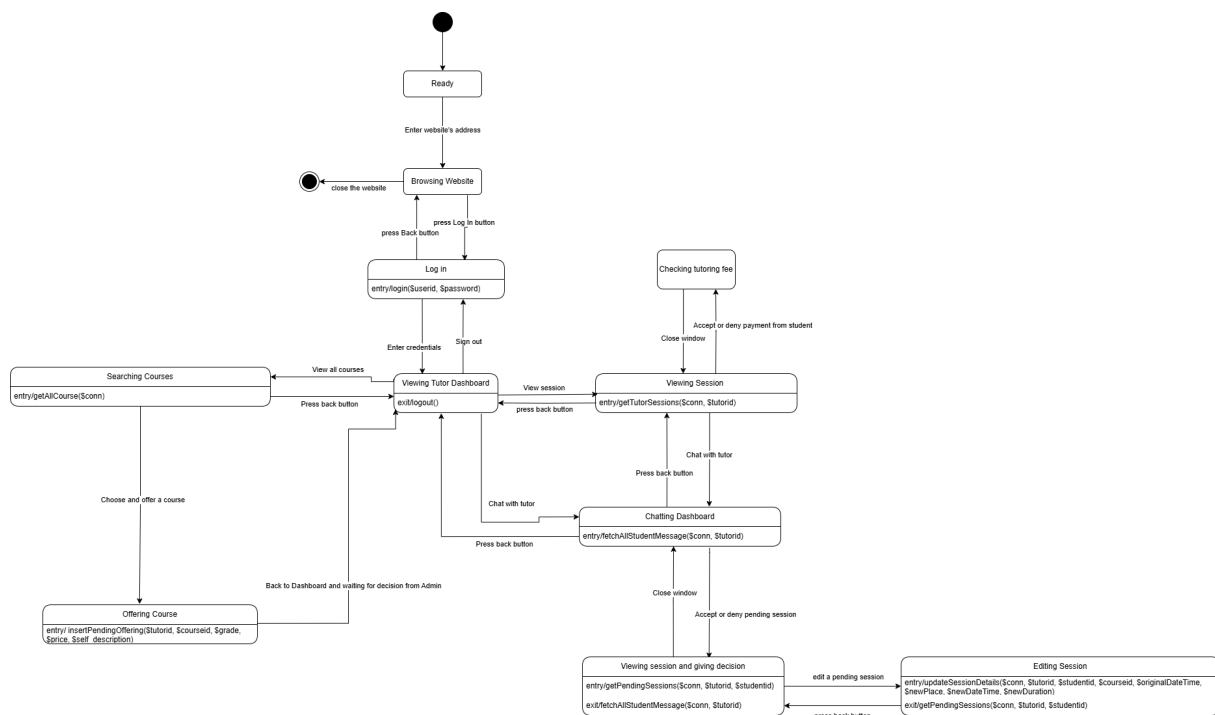 Ready
Enter website's address
Browsing Website
close the website
press Log In button
press Back button
Log in
entry/login($userid, $password)
Checking tutoring fee
Accept or deny payment from student
Close window
Enter credentials
Sign out
View all courses
Searching Courses
entry/getAllCourse($conn)
Press back button
Viewing Tutor Dashboard
exit/logout()
View session
press back button
Viewing Session
entry/getTutorSessions($conn, $tutorid)
Chat with tutor
Press back button
Choose and offer a course
Chat with tutor
Chatting Dashboard
entry/fetchAllStudentMessage($conn, $tutorid)
Press back button
Back to Dashboard and waiting for decision from Admin
Close window
Accept or deny pending session
Offering Course
entry/ insertPendingOffering($tutorid, $courseid, $grade,
$price, $self_description)
Viewing session and giving decision
entry/getPendingSessions($conn, $tutorid, $studentid)
exit/fetchAllStudentMessage($conn, $tutorid)
edit a pending session
press back button
Editing Session
entry/updateSessionDetails($conn, $tutorid, $studentid, $courseid, $originalDateTime,
$newPlace, $newDateTime, $newDuration)
exit/getPendingSessions($conn, $tutorid, $studentid)